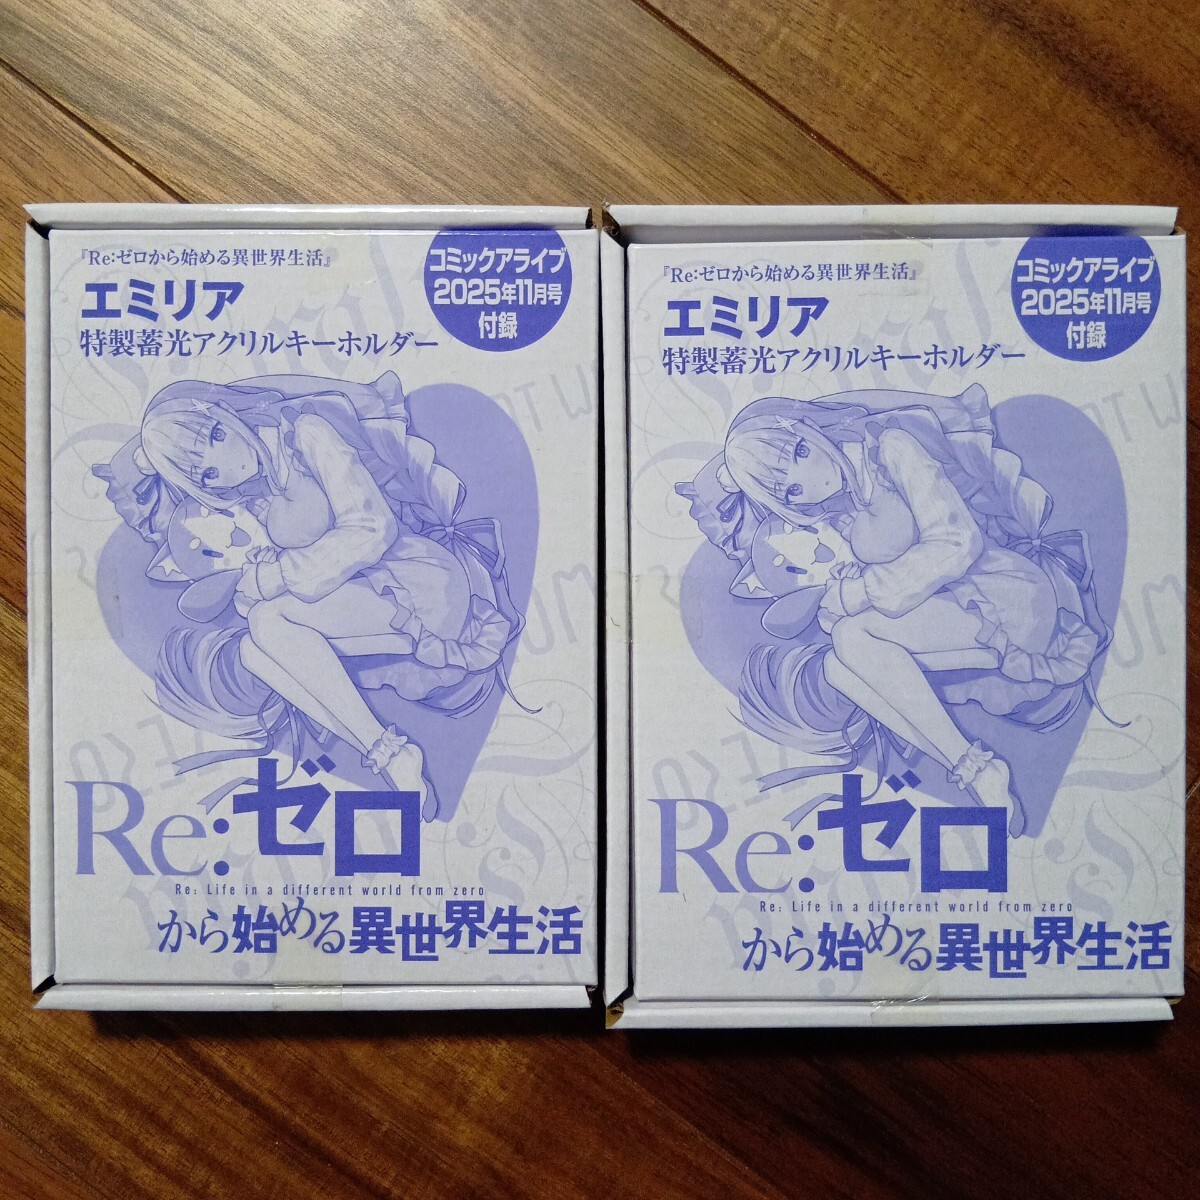 『Re:ゼロから始める異世界生活』
エミリア
特製蓄光アクリルキーホルダー
コミックアライブ
2025年11月号
付録
Re:ゼロ
Re: Life in a different world from zero
から始める異世界生活
『Re:ゼロから始める異世界生活』
エミリア
特製蓄光アクリルキーホルダー
コミックアライブ
2025年11月号
付録
Re:ゼロ
Re: Life in a different world from zero
から始める異世界生活